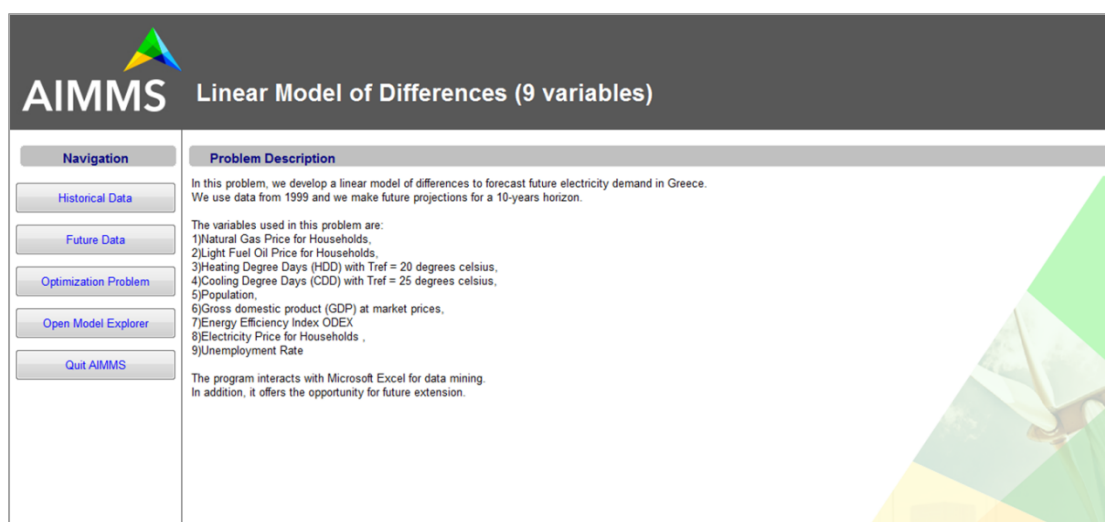 AIMMS
Linear Model of Differences (9 variables)
Navigation
Historical Data
Future Data
Optimization Problem
Open Model Explorer
Quit AIMMS
Problem Description
In this problem, we develop a linear model of differences to forecast future electricity demand in Greece.
We use data from 1999 and we make future projections for a 10-years horizon.
The variables used in this problem are:
1)Natural Gas Price for Households,
2)Light Fuel Oil Price for Households,
3)Heating Degree Days (HDD) with Tref = 20 degrees celsius,
4)Cooling Degree Days (CDD) with Tref = 25 degrees celsius,
5)Population,
6)Gross domestic product (GDP) at market prices,
7)Energy Efficiency Index ODEX
8)Electricity Price for Households ,
9)Unemployment Rate
The program interacts with Microsoft Excel for data mining.
In addition, it offers the opportunity for future extension.